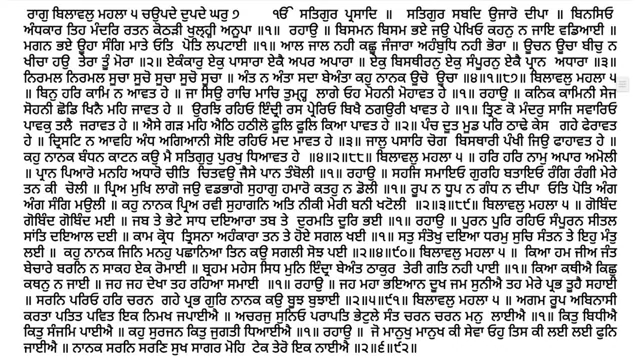 ਰਾਗੁ ਬਿਲਾਵਲੁ ਮਹਲਾ ੫ ਚਉਪਦੇ ਦੁਪਦੇ ਘਰੁ ੭ ੴ ਸਤਿਗੁਰ ਪ੍ਰਸਾਦਿ ॥ ਸਤਿਗੁਰ ਸਬਦਿ ਉਜਾਰੋ ਦੀਪਾ ॥ ਬਿਨਸਿਓ
ਅੰਧਕਾਰ ਤਿਹ ਮੰਦਰਿ ਰਤਨ ਕੋਠੜੀ ਖੁਲ੍ਹੀ ਅਨੂਪਾ ॥੧॥ ਰਹਾਉ ॥ ਬਿਸਮਨ ਬਿਸਮ ਭਏ ਜਉ ਪੇਖਿਓ ਕਹਨੁ ਨ ਜਾਇ ਵਡਿਆਈ ॥
ਮਗਨ ਭਏ ਊਹਾ ਸੰਗਿ ਮਾਤੇ ਓਤਿ ਪੋਤਿ ਲਪਟਾਈ ॥੧॥ ਆਲ ਜਾਲ ਨਹੀ ਕਛੂ ਜੰਜਾਰਾ ਅਹੰਬੁਧਿ ਨਹੀ ਭੋਰਾ ॥ ਊਚਨ ਊਚਾ ਬੀਚੁ ਨ
ਖੀਚਾ ਹਉ ਤੇਰਾ ਤੂੰ ਮੋਰਾ ॥੨॥ ਏਕੰਕਾਰੁ ਏਕੁ ਪਾਸਾਰਾ ਏਕੈ ਅਪਰ ਅਪਾਰਾ ॥ ਏਕੁ ਬਿਸਥੀਰਨੁ ਏਕੁ ਸੰਪੂਰਨੁ ਏਕੈ ਪ੍ਰਾਨ ਅਧਾਰਾ ॥੩॥
ਨਿਰਮਲ ਨਿਰਮਲ ਸੂਚਾ ਸੂਚੋ ਸੂਚਾ ਸੂਚੋ ਸੂਚਾ ॥ ਅੰਤ ਨ ਅੰਤਾ ਸਦਾ ਬੇਅੰਤਾ ਕਹੁ ਨਾਨਕ ਊਚੋ ਊਚਾ ॥੪॥੧॥੮੭॥ ਬਿਲਾਵਲੁ ਮਹਲਾ ੫
॥ ਬਿਨੁ ਹਰਿ ਕਾਮਿ ਨ ਆਵਤ ਹੇ ॥ ਜਾ ਸਿਉ ਰਾਚਿ ਮਾਚਿ ਤੁਮ੍ਹ੍ਹ ਲਾਗੇ ਓਹ ਮੋਹਨੀ ਮੋਹਾਵਤ ਹੇ ॥੧॥ ਰਹਾਉ ॥ ਕਨਿਕ ਕਾਮਿਨੀ ਸੇਜ
ਸੋਹਨੀ ਛੋਡਿ ਖਿਨੈ ਮਹਿ ਜਾਵਤ ਹੇ ॥ ਉਰਝਿ ਰਹਿਓ ਇੰਦ੍ਰੀ ਰਸ ਪ੍ਰੇਰਿਓ ਬਿਖੈ ਠਗਉਰੀ ਖਾਵਤ ਹੇ ॥੧॥ ਤ੍ਰਿਣ ਕੋ ਮੰਦਰੁ ਸਾਜਿ ਸਵਾਰਿਓ
ਪਾਵਕੁ ਤਲੈ ਜਰਾਵਤ ਹੇ ॥ ਐਸੇ ਗੜ ਮਹਿ ਐਠਿ ਹਠੀਲੋ ਫੂਲਿ ਫੂਲਿ ਕਿਆ ਪਾਵਤ ਹੇ ॥੨॥ ਪੰਚ ਦੂਤ ਮੂਡ ਪਰਿ ਠਾਢੇ ਕੇਸ ਗਹੇ ਫੇਰਾਵਤ
ਹੇ ॥ ਦ੍ਰਿਸਟਿ ਨ ਆਵਹਿ ਅੰਧ ਅਗਿਆਨੀ ਸੋਇ ਰਹਿਓ ਮਦ ਮਾਵਤ ਹੇ ॥੩॥ ਜਾਲੁ ਪਸਾਰਿ ਚੋਗ ਬਿਸਥਾਰੀ ਪੰਖੀ ਜਿਉ ਫਾਹਾਵਤ ਹੇ ॥
ਕਹੁ ਨਾਨਕ ਬੰਧਨ ਕਾਟਨ ਕਉ ਮੈ ਸਤਿਗੁਰੁ ਪੁਰਖੁ ਧਿਆਵਤ ਹੇ ॥੪॥੨॥੮੮॥ ਬਿਲਾਵਲੁ ਮਹਲਾ ੫ ॥ ਹਰਿ ਹਰਿ ਨਾਮੁ ਅਪਾਰ ਅਮੋਲੀ
॥ ਪ੍ਰਾਨ ਪਿਆਰੋ ਮਨਹਿ ਅਧਾਰੋ ਚੀਤਿ ਚਿਤਵਉ ਜੈਸੇ ਪਾਨ ਤੰਬੋਲੀ ॥੧॥ ਰਹਾਉ ॥ ਸਹਜਿ ਸਮਾਇਓ ਗੁਰਹਿ ਬਤਾਇਓ ਰੰਗਿ ਰੰਗੀ ਮੇਰੇ
ਤਨ ਕੀ ਚੋਲੀ ॥ ਪ੍ਰਿਅ ਮੁਖਿ ਲਾਗੋ ਜਉ ਵਡਭਾਗੋ ਸੁਹਾਗੁ ਹਮਾਰੋ ਕਤਹੁ ਨ ਡੋਲੀ ॥੧॥ ਰੂਪ ਨ ਧੂਪ ਨ ਗੰਧ ਨ ਦੀਪਾ ਓਤਿ ਪੋਤਿ ਅੰਗ
ਅੰਗ ਸੰਗਿ ਮਉਲੀ ॥ ਕਹੁ ਨਾਨਕ ਪ੍ਰਿਅ ਰਵੀ ਸੁਹਾਗਨਿ ਅਤਿ ਨੀਕੀ ਮੇਰੀ ਬਨੀ ਖਟੋਲੀ ॥੨॥੩॥੮੯॥ ਬਿਲਾਵਲੁ ਮਹਲਾ ੫ ॥ ਗੋਬਿੰਦ
ਗੋਬਿੰਦ ਗੋਬਿੰਦ ਮਈ ॥ ਜਬ ਤੇ ਭੇਟੇ ਸਾਧ ਦਇਆਰਾ ਤਬ ਤੇ ਦੁਰਮਤਿ ਦੂਰਿ ਭਈ ॥੧॥ ਰਹਾਉ ॥ ਪੂਰਨ ਪੂਰਿ ਰਹਿਓ ਸੰਪੂਰਨ ਸੀਤਲ
ਸਾਂਤਿ ਦਇਆਲ ਦਈ ॥ ਕਾਮ ਕ੍ਰੋਧ ਤ੍ਰਿਸਨਾ ਅਹੰਕਾਰਾ ਤਨ ਤੇ ਹੋਏ ਸਗਲ ਖਈ ॥੧॥ ਸਤੁ ਸੰਤੋਖੁ ਦਇਆ ਧਰਮੁ ਸੁਚਿ ਸੰਤਨ ਤੇ ਇਹੁ ਮੰਤੁ
ਲਈ ॥ ਕਹੁ ਨਾਨਕ ਜਿਨਿ ਮਨਹੁ ਪਛਾਨਿਆ ਤਿਨ ਕਉ ਸਗਲੀ ਸੋਝ ਪਈ ॥੨॥੪॥੯੦॥ ਬਿਲਾਵਲੁ ਮਹਲਾ ੫ ॥ ਕਿਆ ਹਮ ਜੀਅ ਜੰਤ
ਬੇਚਾਰੇ ਬਰਨਿ ਨ ਸਾਕਹ ਏਕ ਰੋਮਾਈ ॥ ਬ੍ਰਹਮ ਮਹੇਸ ਸਿਧ ਮੁਨਿ ਇੰਦ੍ਰਾ ਬੇਅੰਤ ਠਾਕੁਰ ਤੇਰੀ ਗਤਿ ਨਹੀ ਪਾਈ ॥੧॥ ਕਿਆ ਕਥੀਐ ਕਿਛੁ
ਕਥਨੁ ਨ ਜਾਈ ॥ ਜਹ ਜਹ ਦੇਖਾ ਤਹ ਰਹਿਆ ਸਮਾਈ ॥੧॥ ਰਹਾਉ ॥ ਜਹ ਮਹਾ ਭਇਆਨ ਦੂਖ ਜਮ ਸੁਨੀਐ ਤਹ ਮੇਰੇ ਪ੍ਰਭ ਤੂਹੈ ਸਹਾਈ
॥ ਸਰਨਿ ਪਰਿਓ ਹਰਿ ਚਰਨ ਗਹੇ ਪ੍ਰਭ ਗੁਰਿ ਨਾਨਕ ਕਉ ਬੂਝ ਬੁਝਾਈ ॥੨॥੫॥੯੧॥ ਬਿਲਾਵਲੁ ਮਹਲਾ ੫ ॥ ਅਗਮ ਰੂਪ ਅਬਿਨਾਸੀ
ਕਰਤਾ ਪਤਿਤ ਪਵਿਤ ਇਕ ਨਿਮਖ ਜਪਾਈਐ ॥ ਅਚਰਜੁ ਸੁਨਿਓ ਪਰਾਪਤਿ ਭੇਟੁਲੇ ਸੰਤ ਚਰਨ ਚਰਨ ਮਨੁ ਲਾਈਐ ॥੧॥ ਕਿਤੁ ਬਿਧੀਐ
ਕਿਤੁ ਸੰਜਮਿ ਪਾਈਐ ॥ ਕਹੁ ਸੁਰਜਨ ਕਿਤੁ ਜੁਗਤੀ ਧਿਆਈਐ ॥੧॥ ਰਹਾਉ ॥ ਜੋ ਮਾਨੁਖੁ ਮਾਨੁਖ ਕੀ ਸੇਵਾ ਓਹੁ ਤਿਸ ਕੀ ਲਈ ਲਈ ਫੁਨਿ
ਜਾਈਐ ॥ ਨਾਨਕ ਸਰਨਿ ਸਰਣਿ ਸੁਖ ਸਾਗਰ ਮੋਹਿ ਟੇਕ ਤੇਰੋ ਇਕ ਨਾਈਐ ॥੨॥੬॥੯੨॥